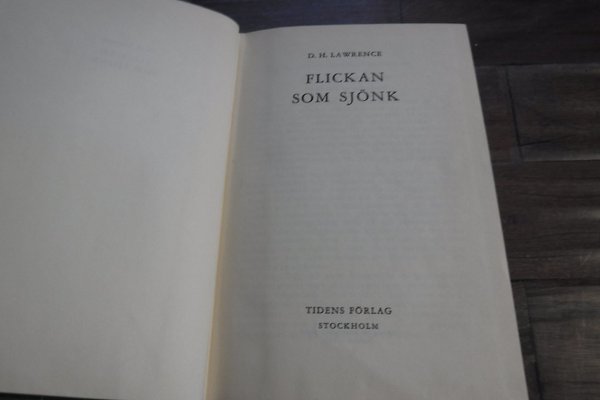 D. H. LAWRENCE
FLICKAN
SOM SJÖNK
TIDENS FÖRLAG
STOCKHOLM